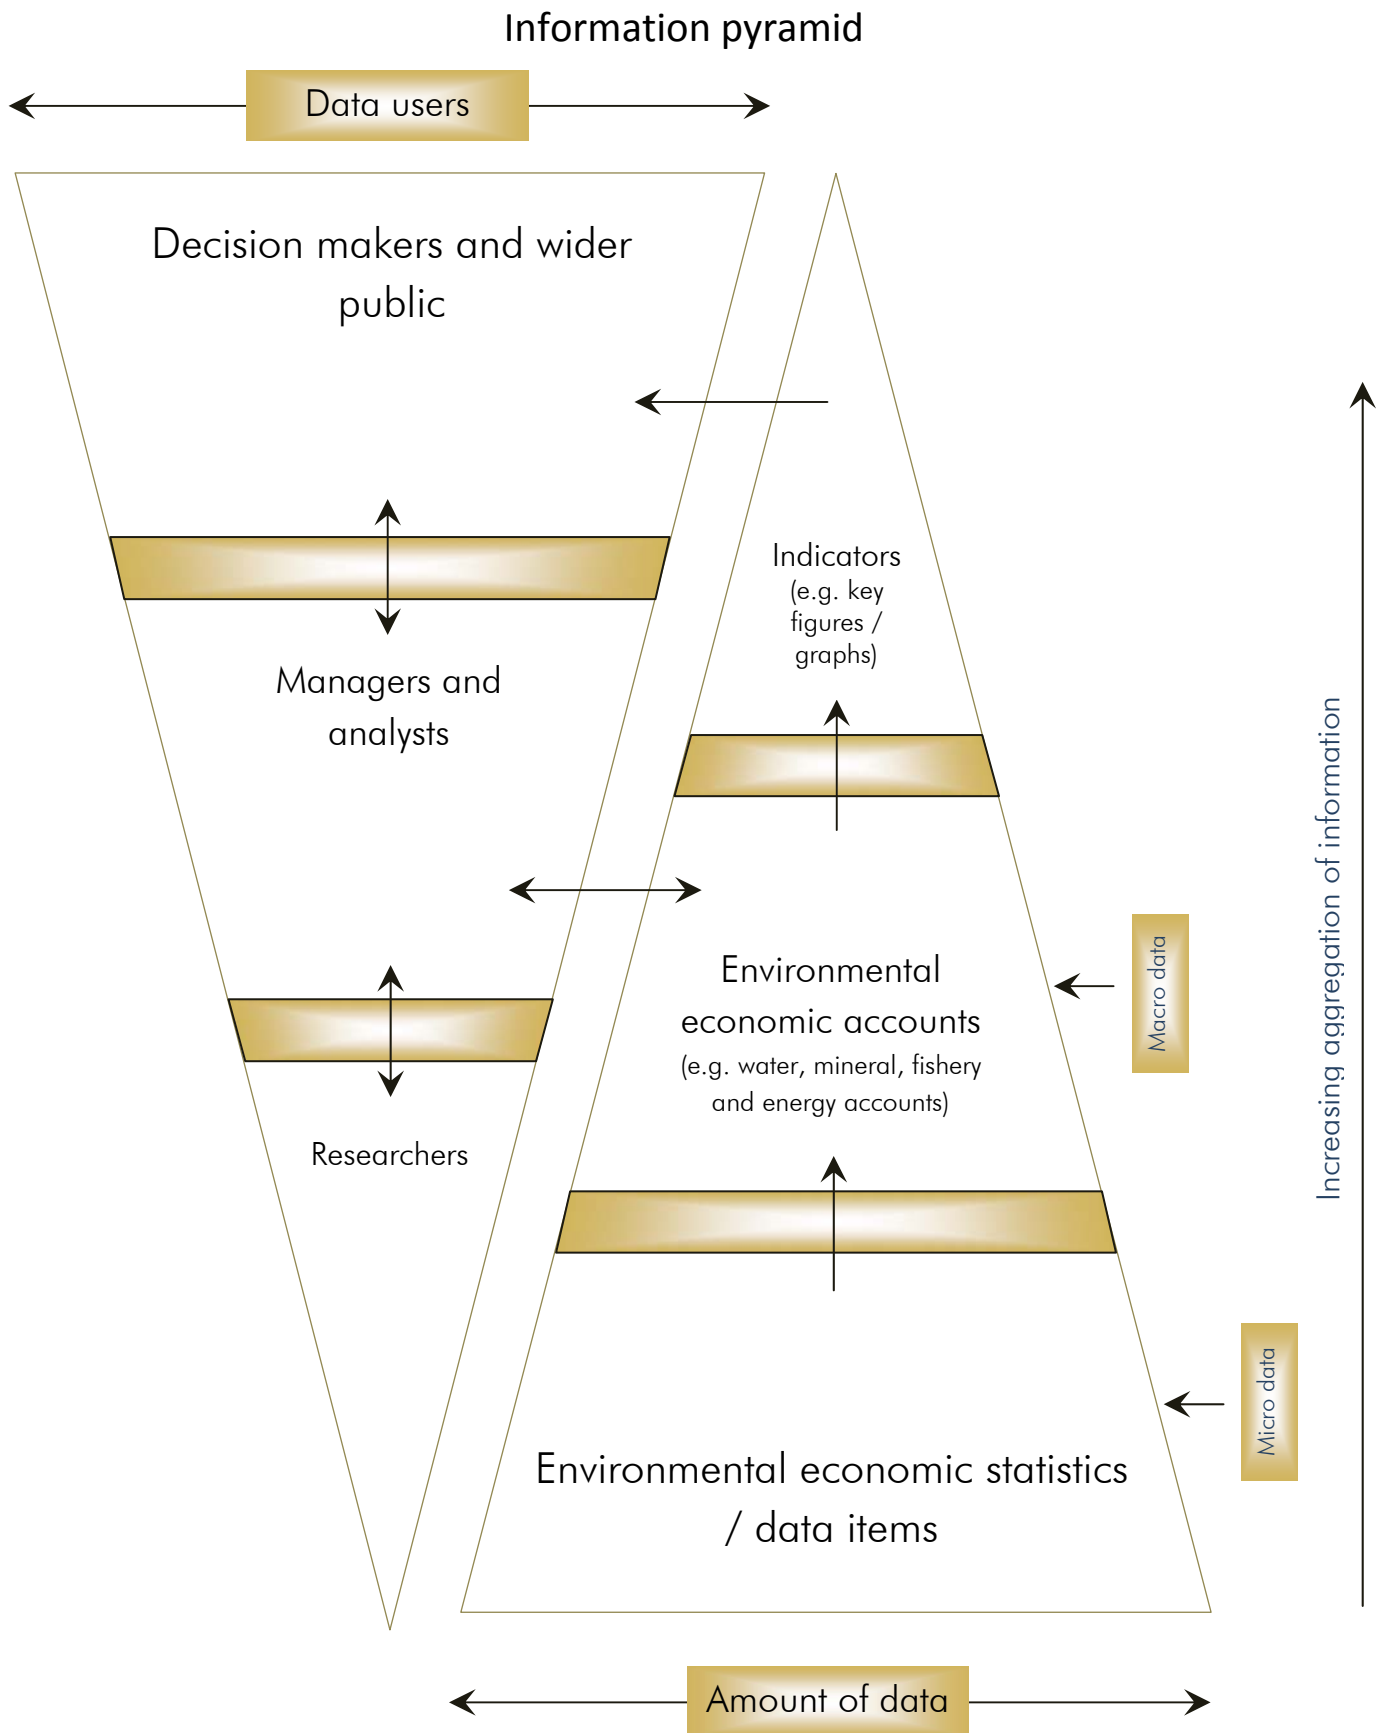 Information pyramid
Data users
Decision makers and wider
public
Indicators
(e.g. key
figures /
graphs)
Managers and
analysts
Environmental
economic accounts
(e.g. water, mineral, fishery
and energy accounts)
Macro data
Increasing aggregation of information
Researchers
Micro data
Environmental economic statistics
/ data items
Amount of data